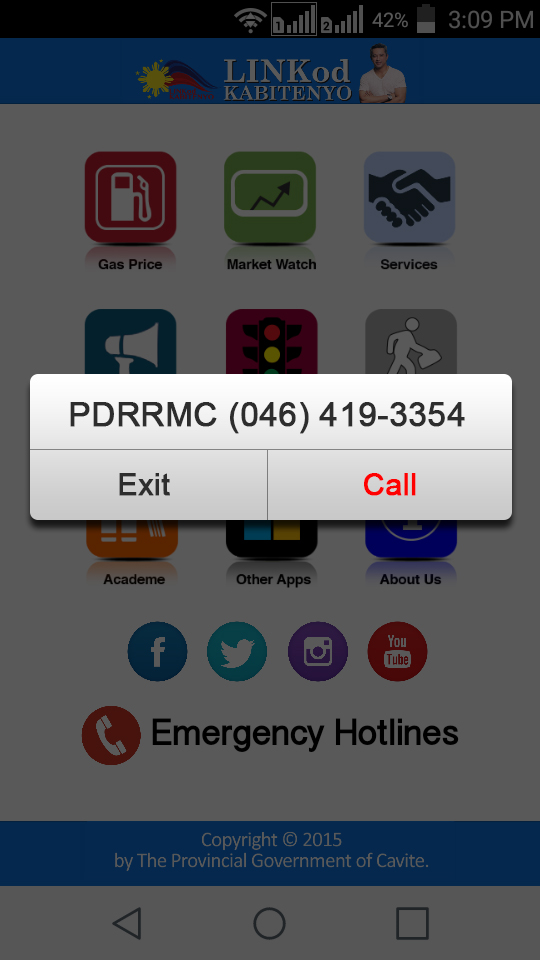 1
2
42%
3:09 PM
LINKod
KABITENYO
Gas Price
Market Watch
Services
PDRRMC (046) 419-3354
Exit
Call
Academe
Other Apps
About Us
You
Tube
Emergency Hotlines
Copyright © 2015
by The Provincial Government of Cavite.